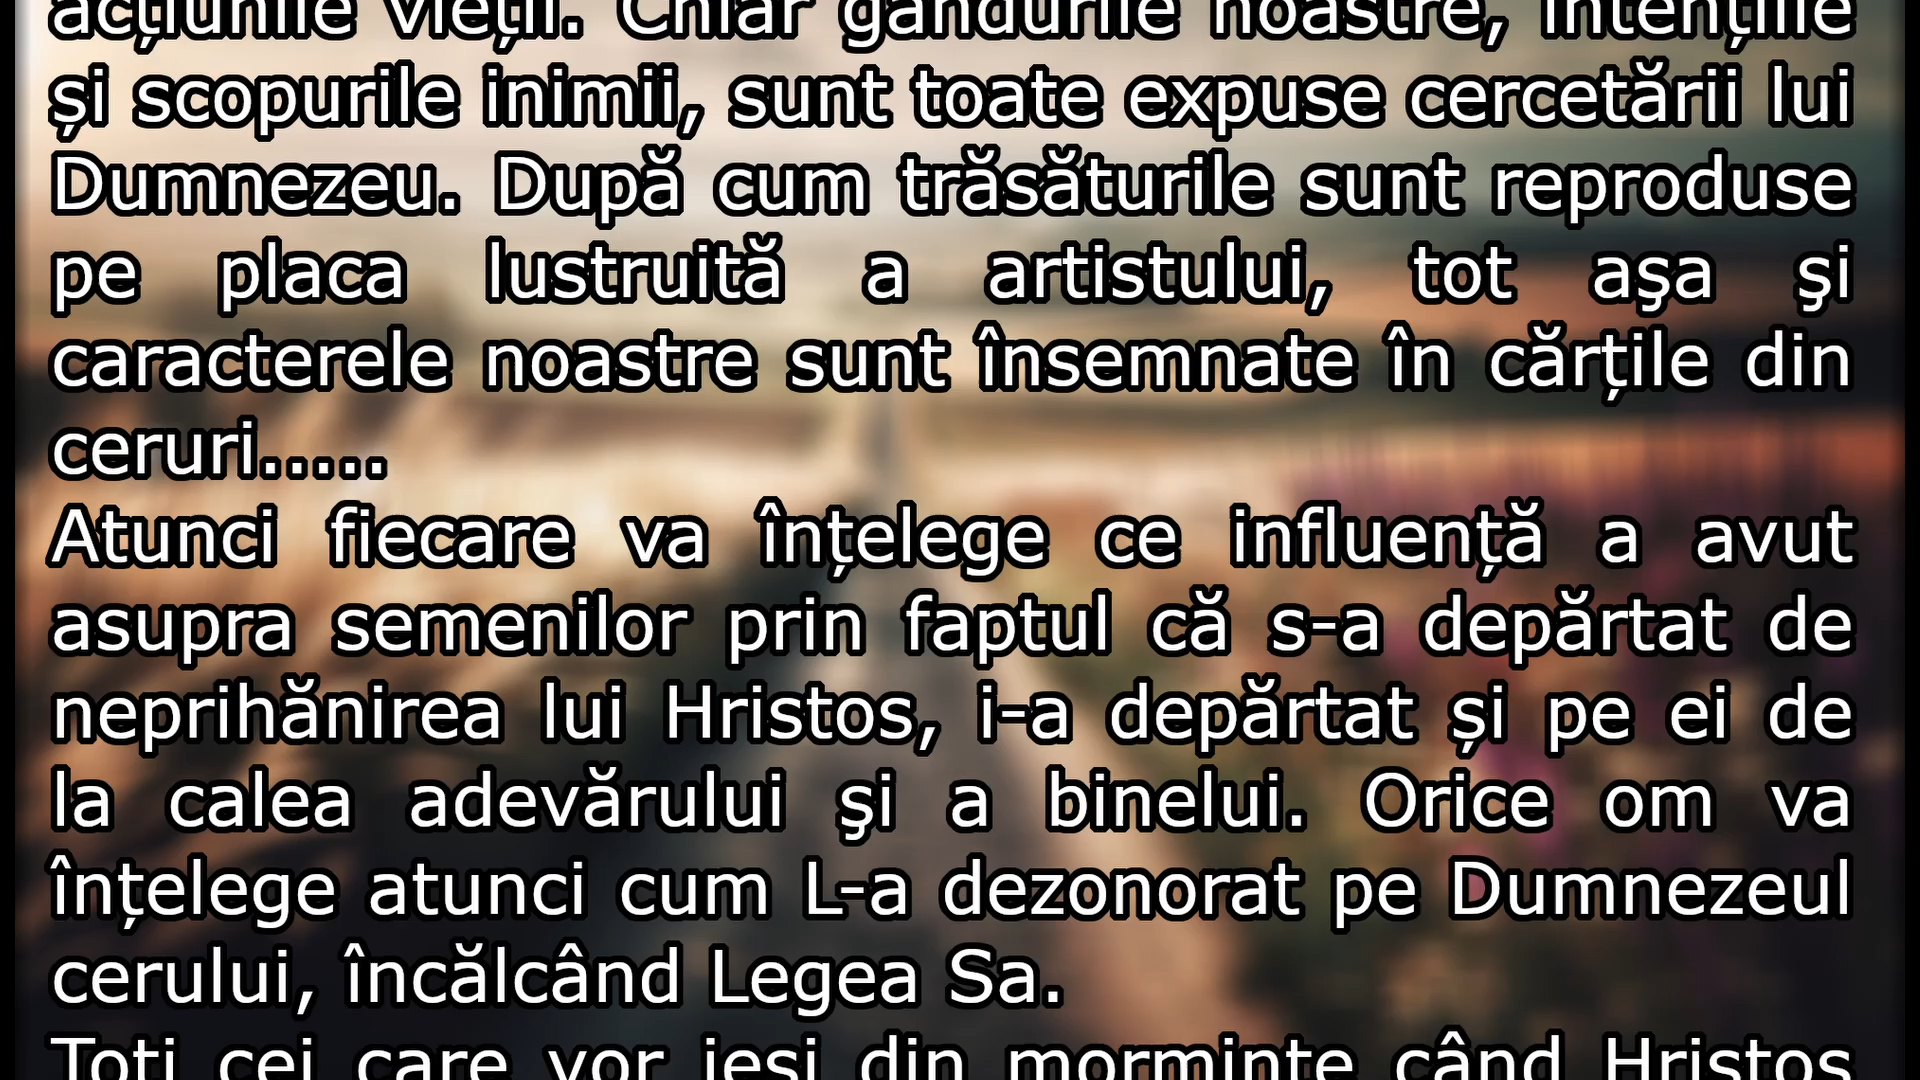 acțiunile vieții. Chiar gândurile noastre, intențiile
și scopurile inimii, sunt toate expuse cercetării lui
Dumnezeu. După cum trăsăturile sunt reproduse
pe placa lustruită a artistului, tot aşa şi
caracterele noastre sunt însemnate în cărțile din
ceruri.....
Atunci fiecare va înțelege ce influență a avut
asupra semenilor prin faptul că s-a depărtat de
neprihănirea lui Hristos, i-a depărtat și pe ei de
la calea adevărului şi a binelui. Orice om va
înțelege atunci cum L-a dezonorat pe Dumnezeul
cerului, încălcând Legea Sa.
Toți cei care vor ieși din morminte când Hristos